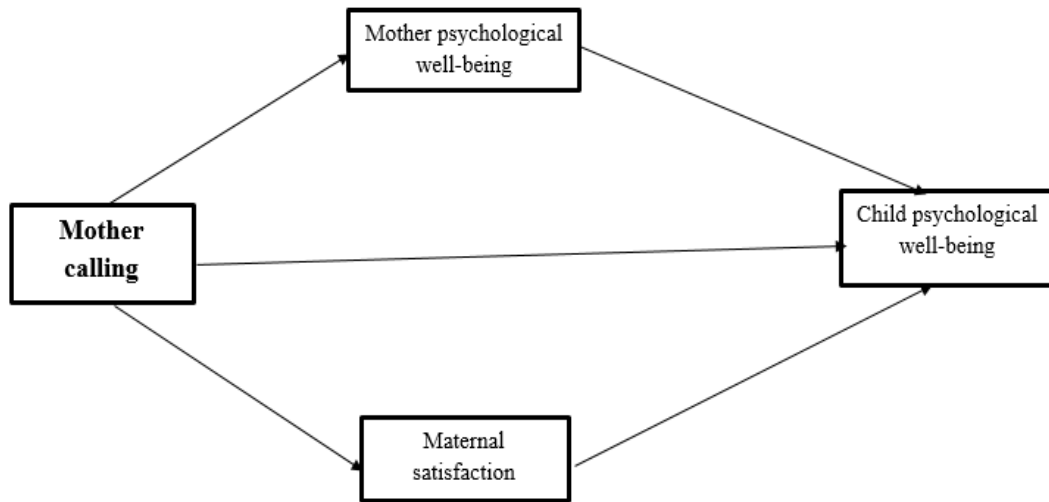 Mother psychological
well-being
Mother
calling
Child psychological
well-being
Maternal
satisfaction